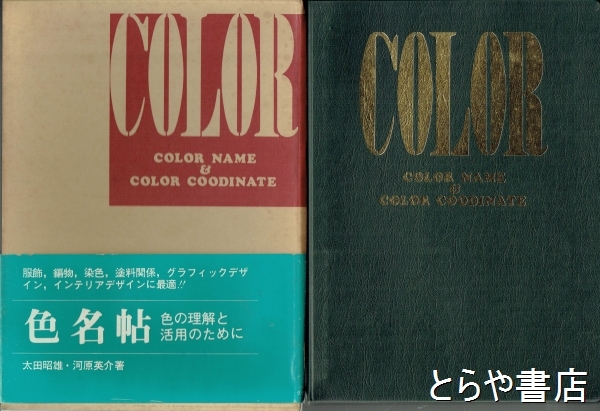 COLOR
COLOR NAME
&
COLOR COODINATE
服飾，編物，染色，塗料関係，グラフィックデザ
イン，インテリアデザインに最適!!
色名帖
色の理解と
活用のために
太田昭雄・河原英介著
COLOR
COLOR NAME
&
COLOR COODINATE
とらや書店